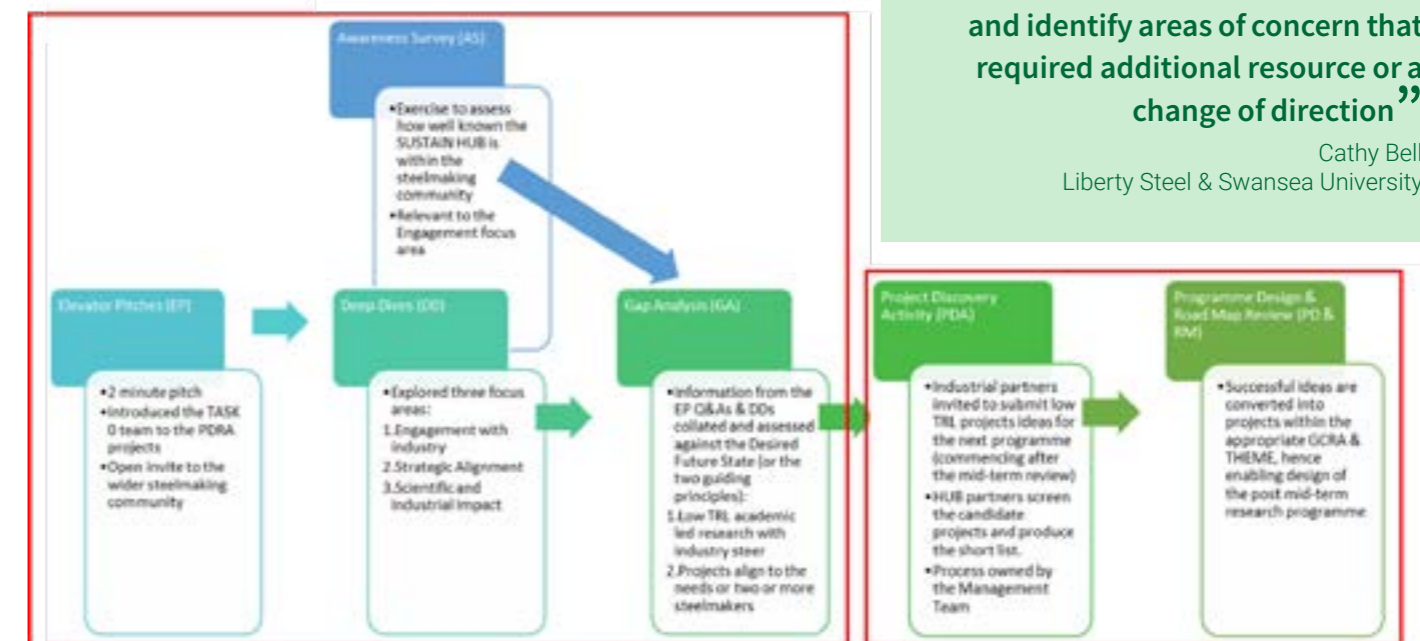 and identify areas of concern that
required additional resource or a
change of direction”
Cathy Bell
Liberty Steel & Swansea University
Awareness Survey (AS)
•Exercise to assess
how well known the
SUSTAIN HUB is
within the
steelmaking
community
•Relevant to the
Engagement focus
area
Elevator Pitches (EP)
•2 minute pitch
•Introduced the TASK
0 team to the PDRA
projects
•Open invite to the
wider steelmaking
community
Deep Dives (DD)
•Explored three focus
areas:
1.Engagement with
industry
2.Strategic Alignment
3.Scientific and
Industrial Impact
Gap Analysis (GA)
•Information from the
EP Q&As & DDs
collated and assessed
against the Desired
Future State (or the
two guiding
principles):
1.Low TRL academic
led research with
industry steer
2.Projects align to the
needs or two or more
steelmakers
Project Discovery
Activity (PDA)
•Industrial partners
invited to submit low
TRL projects ideas for
the next programme
(commencing after
the mid-term review)
•HUB partners screen
the candidate
projects and produce
the short list.
•Process owned by
the Management
Team
Programme Design &
Road Map Review (PD &
RM)
•Successful ideas are
converted into
projects within the
appropriate GCRA &
THEME, hence
enabling design of
the post mid-term
research programme